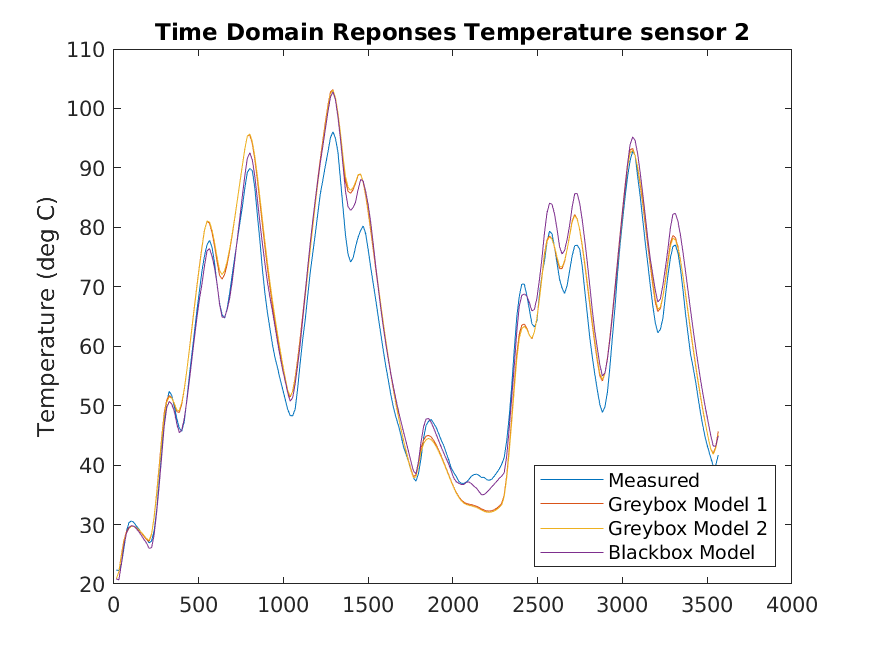 Time Domain Reponses Temperature sensor 2
Temperature (deg C)
110
100
90
80
70
60
50
40
30
20
0 500 1000 1500 2000 2500 3000 3500 4000
Measured
Greybox Model 1
Greybox Model 2
Blackbox Model